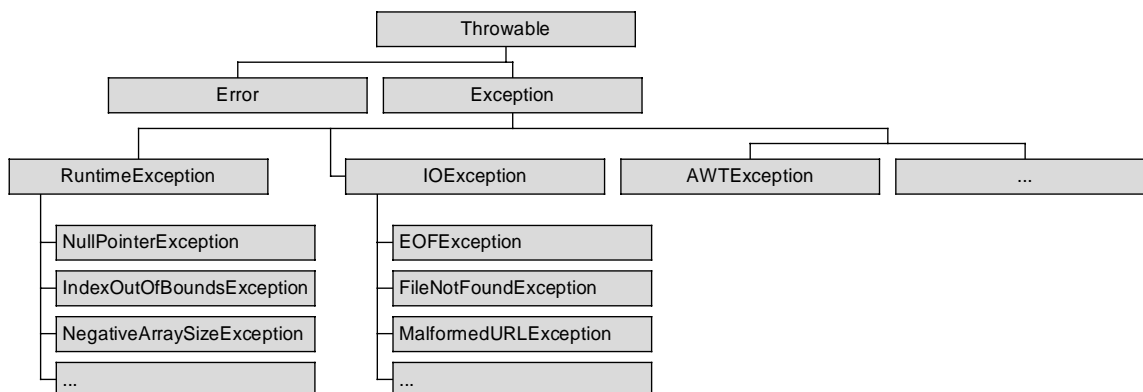 Throwable
Error
Exception
RuntimeException
IOException
AWTException
...
NullPointerException
EOFException
IndexOutOfBoundsException
FileNotFoundException
NegativeArraySizeException
MalformedURLException
...
...